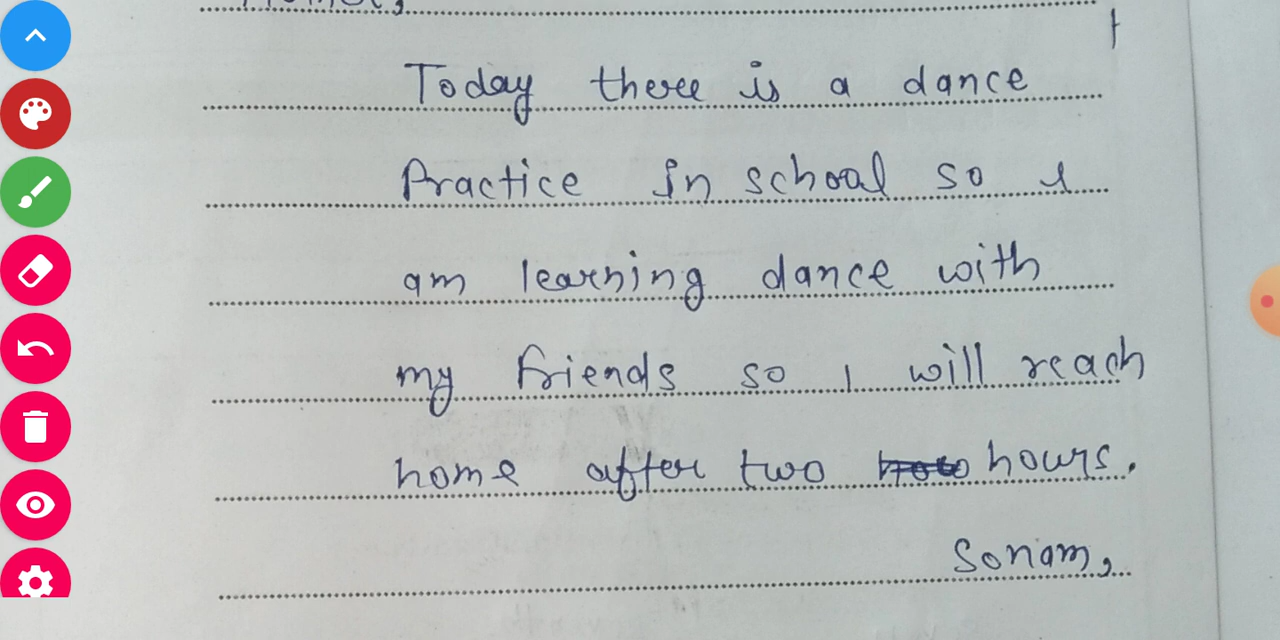 Today there is a dance
Practice in school so I
am learning dance with
my friends so I will reach
home after two hours.
Sonam,